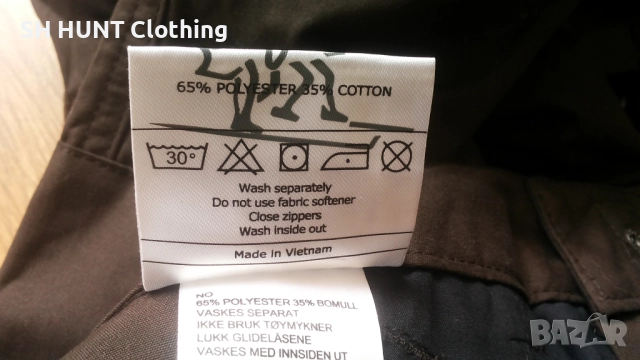 SH HUNT Clothing
65% POLYESTER 35% COTTON
30°
Wash separately
Do not use fabric softener
Close zippers
Wash inside out
Made in Vietnam
NO
65% POLYESTER 35% BOMULL
VASKES SEPARAT
IKKE BRUK TØYMYKNER
LUKK GLIDELÅSENE
VASKES MED INNSIDEN UT
BAZAR